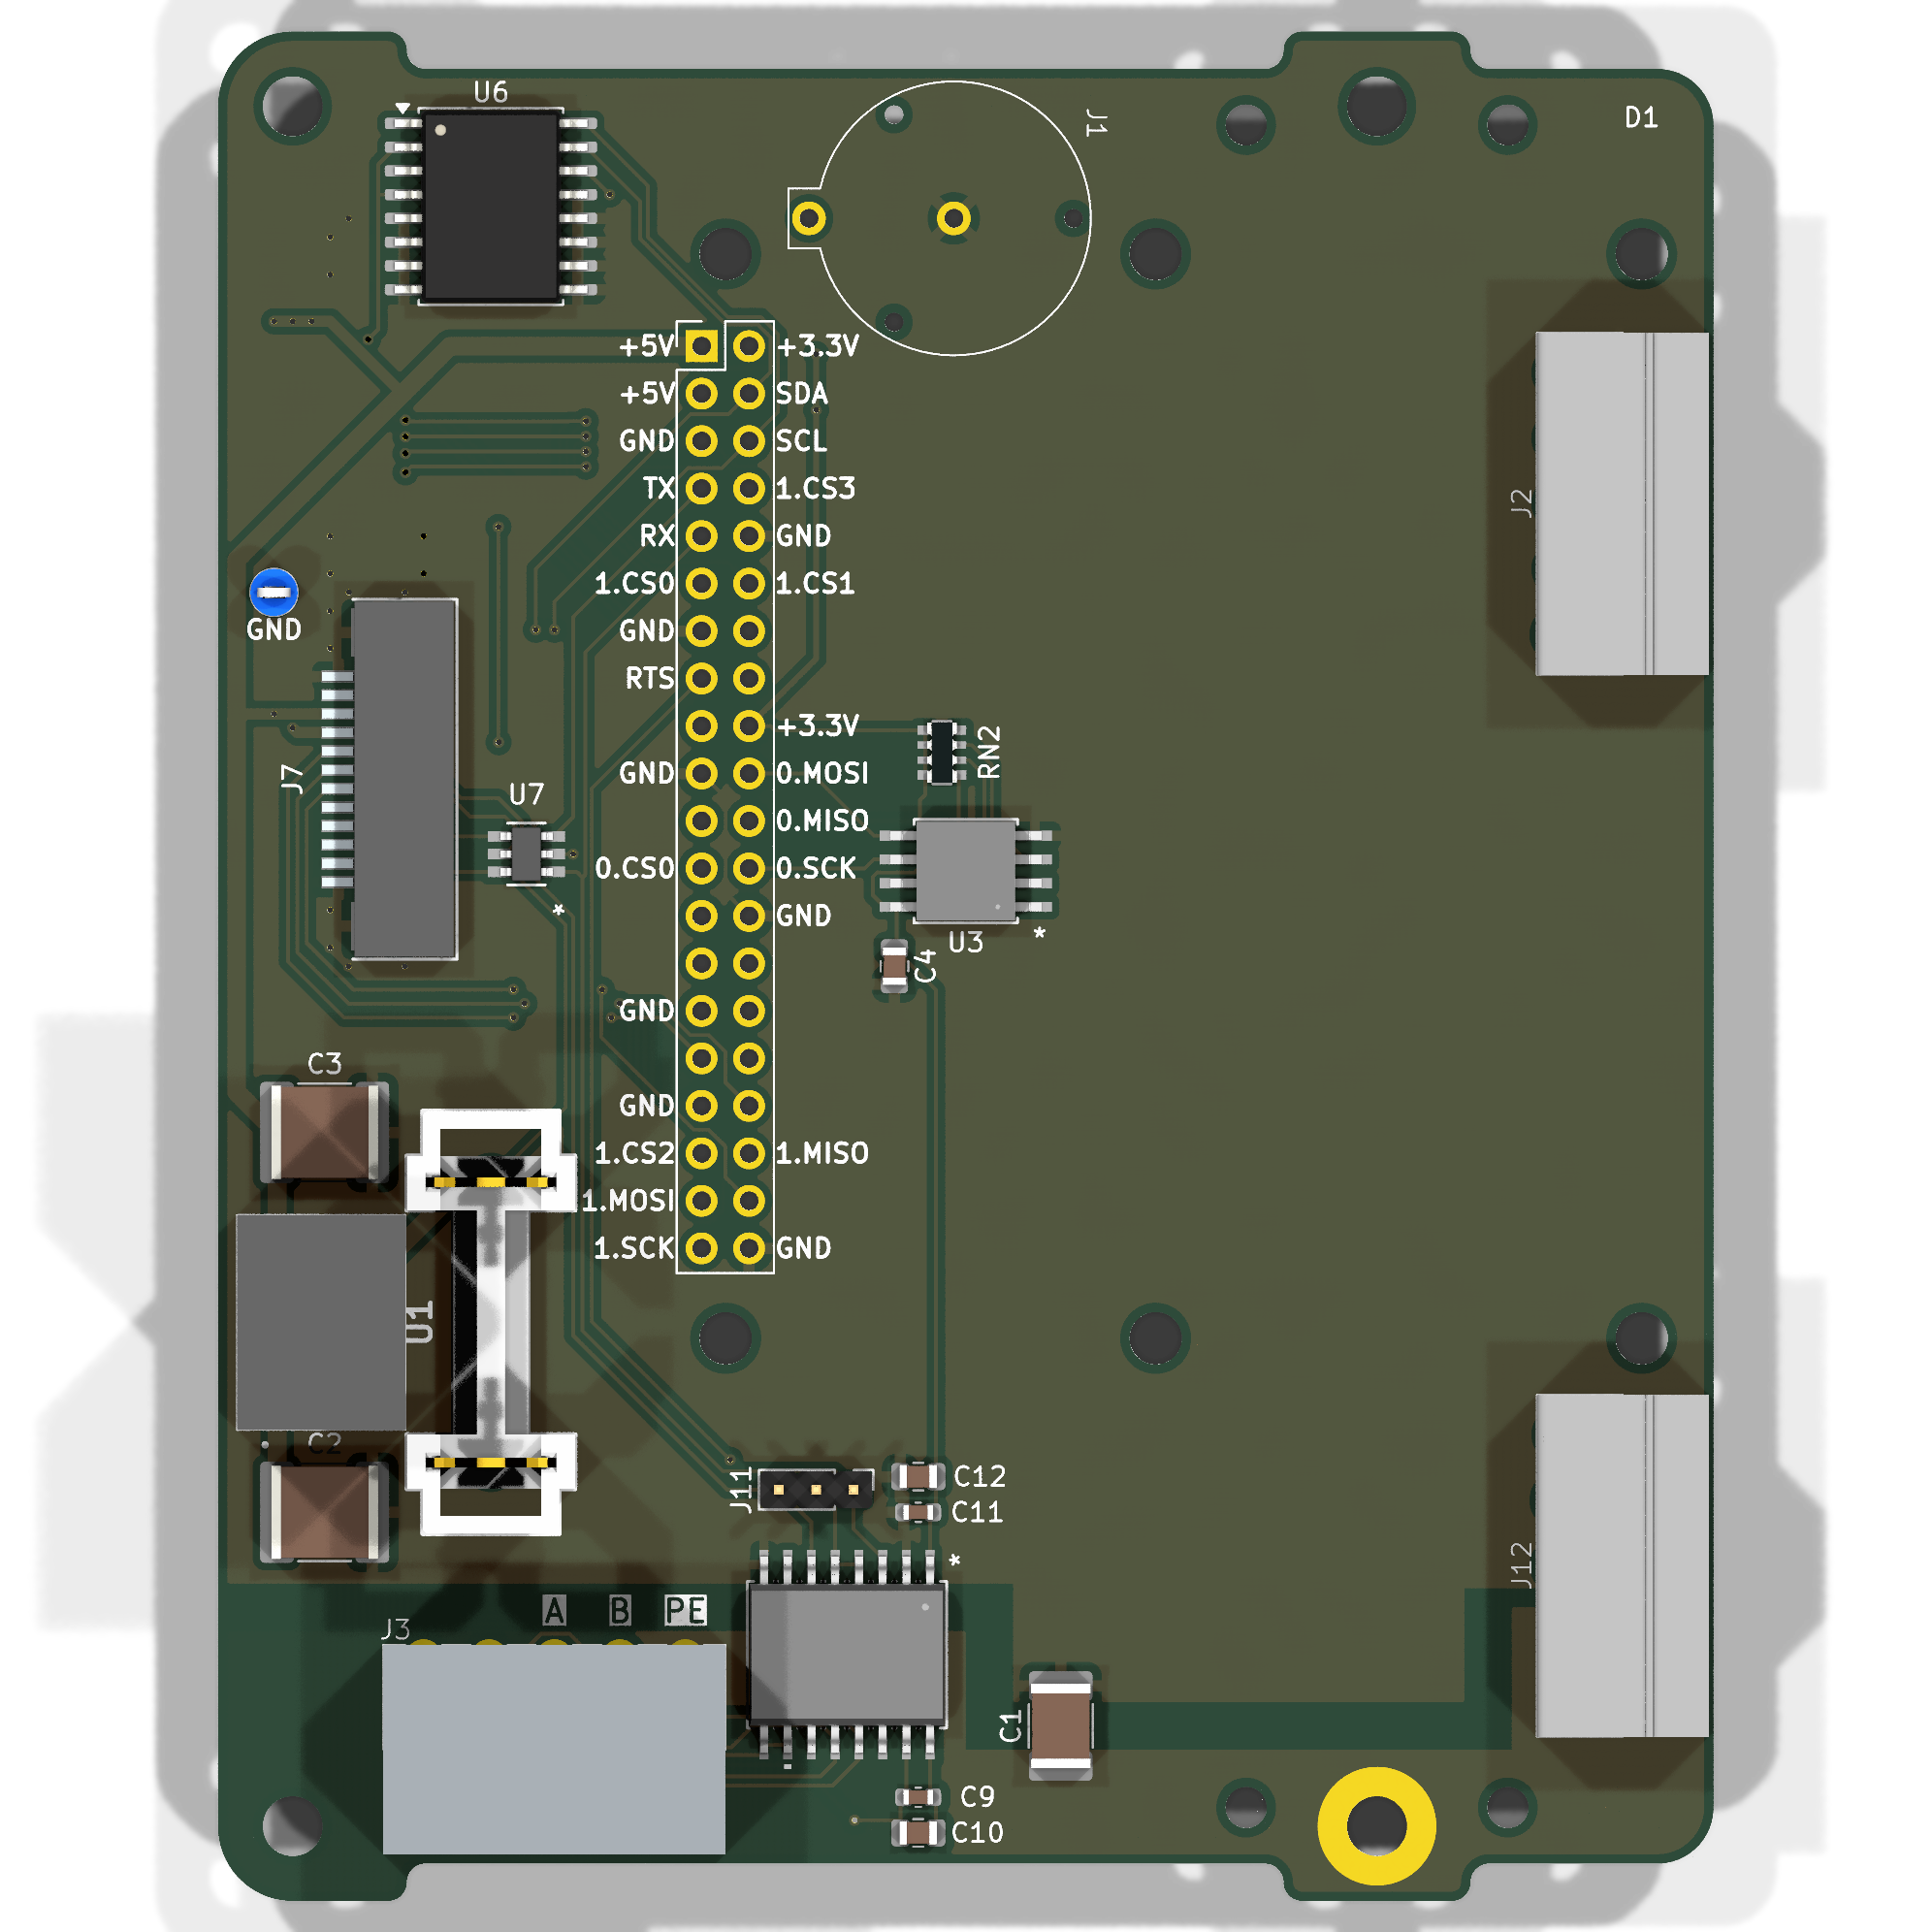 U6
J1
D1
+5V +3.3V
+5V SDA
GND SCL
TX 1.CS3
RX GND
1.CS0 1.CS1
GND
RTS
+3.3V
GND 0.MOSI
0.MISO
0.CS0 0.SCK
GND
GND
GND
1.CS2 1.MISO
1.MOSI
1.SCK GND
J2
GND
J7
U7
*
RN2
U3
*
C4
C3
U1
C2
J11
C12
C11
*
A B PE
J3
C1
J12
C9
C10